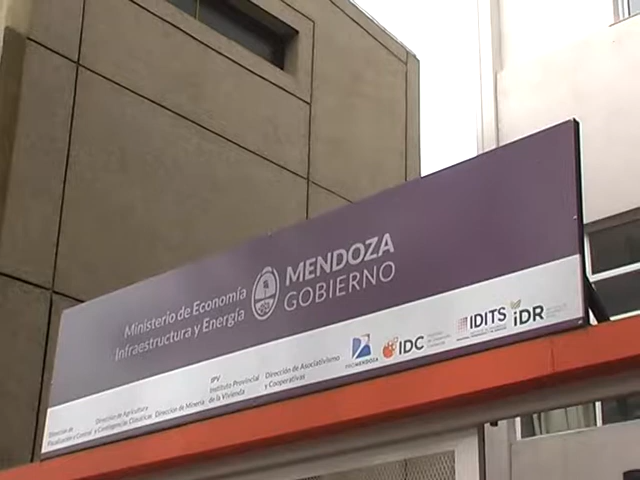 Ministerio de Economía
Infraestructura y Energía
MENDOZA
GOBIERNO
Dirección de
Fiscalización y Control
Dirección de Agricultura
y Contingencias Climáticas
Dirección de Minería
IPV
Instituto Provincial
de la Vivienda
Dirección de Asociativismo
y Cooperativas
PROMENDOZA
IDC
IDITS
iDR